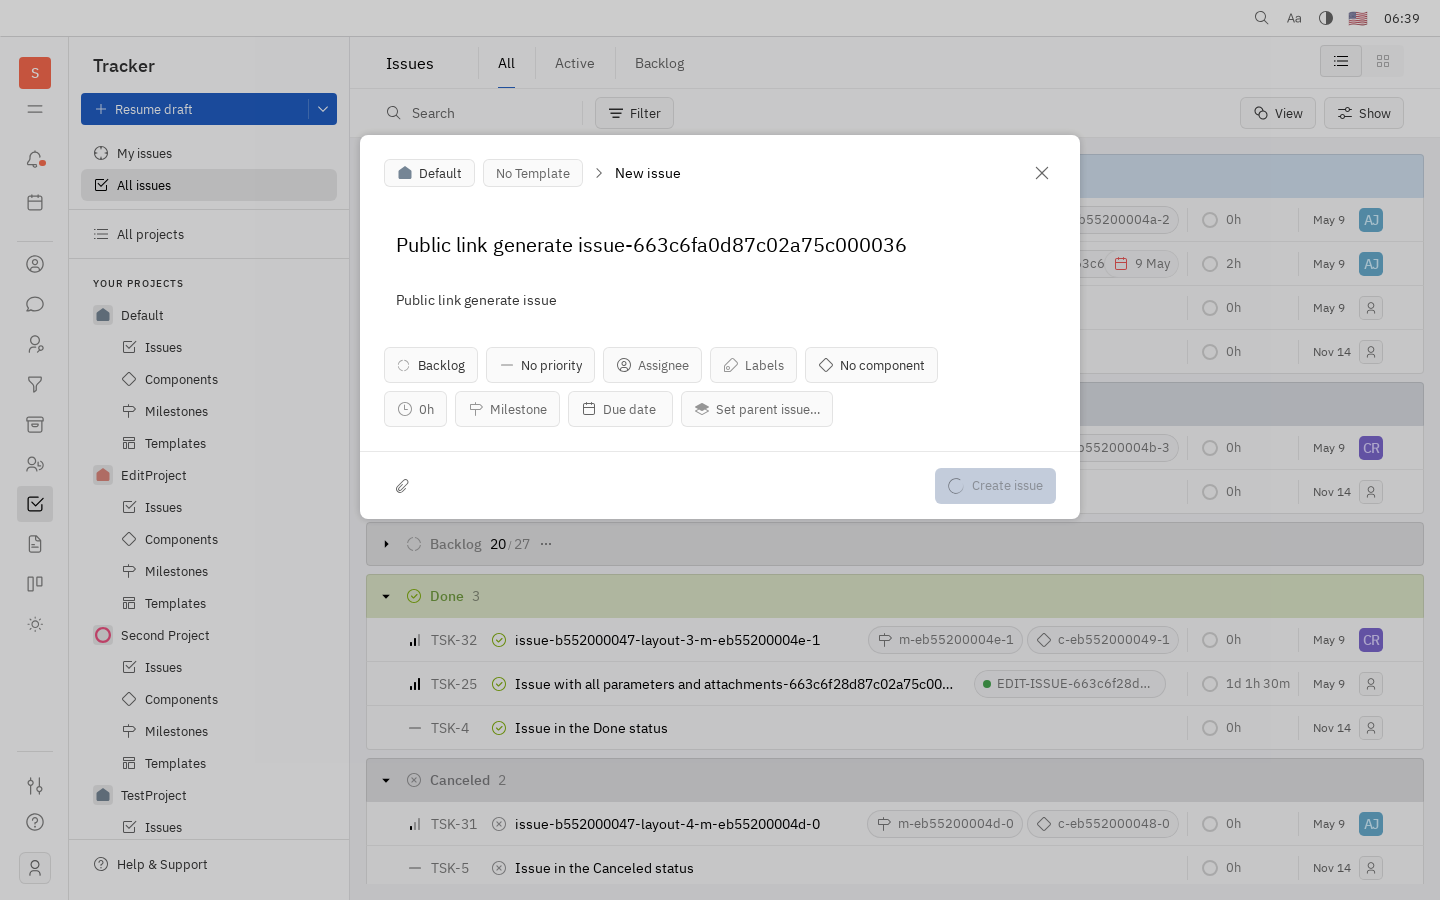 Aa 06:39
S
Tracker
Resume draft
My issues
All issues
All projects
YOUR PROJECTS
Default
Issues
Components
Milestones
Templates
EditProject
Issues
Components
Milestones
Templates
Second Project
Issues
Components
Milestones
Templates
TestProject
Issues
Help & Support
Issues All Active Backlog
Search Filter View Show
b55200004a-2 0h May 9 AJ
63c6 9 May 2h May 9 AJ
0h May 9
0h Nov 14
b55200004b-3 0h May 9 CR
0h Nov 14
Default No Template New issue
Public link generate issue-663c6fa0d87c02a75c000036
Public link generate issue
Backlog No priority Assignee Labels No component
0h Milestone Due date Set parent issue...
Create issue
Backlog 20/27 ...
Done 3
TSK-32 issue-b552000047-layout-3-m-eb55200004e-1 m-eb55200004e-1 c-eb552000049-1 0h May 9 CR
TSK-25 Issue with all parameters and attachments-663c6f28d87c02a75c00... EDIT-ISSUE-663c6f28d... 1d 1h 30m May 9
TSK-4 Issue in the Done status 0h Nov 14
Canceled 2
TSK-31 issue-b552000047-layout-4-m-eb55200004d-0 m-eb55200004d-0 c-eb552000048-0 0h May 9 AJ
TSK-5 Issue in the Canceled status 0h Nov 14